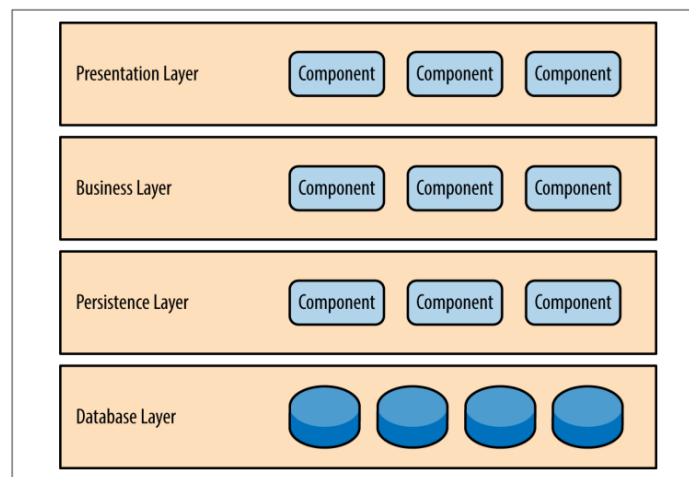 Presentation Layer Component Component Component
Business Layer Component Component Component
Persistence Layer Component Component Component
Database Layer